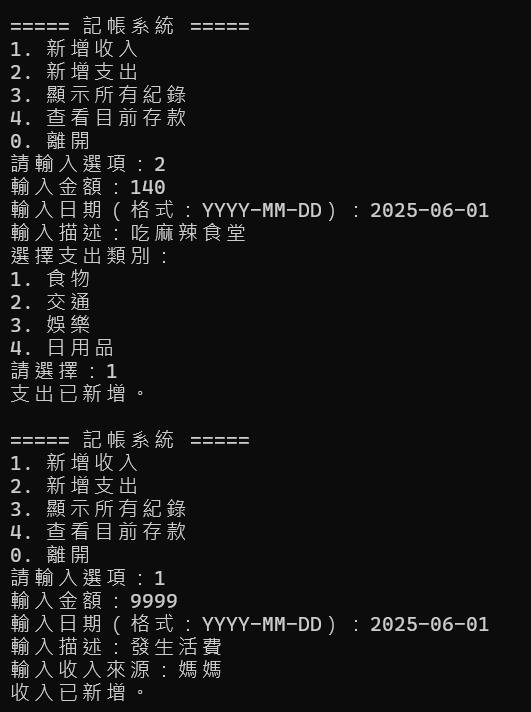 ===== 記帳系統 =====
1. 新增收入
2. 新增支出
3. 顯示所有紀錄
4. 查看目前存款
0. 離開
請輸入選項：2
輸入金額：140
輸入日期（格式：YYYY-MM-DD）：2025-06-01
輸入描述：吃麻辣食堂
選擇支出類別：
1. 食物
2. 交通
3. 娛樂
4. 日用品
請選擇：1
支出已新增。
===== 記帳系統 =====
1. 新增收入
2. 新增支出
3. 顯示所有紀錄
4. 查看目前存款
0. 離開
請輸入選項：1
輸入金額：9999
輸入日期（格式：YYYY-MM-DD）：2025-06-01
輸入描述：發生活費
輸入收入來源：媽媽
收入已新增。